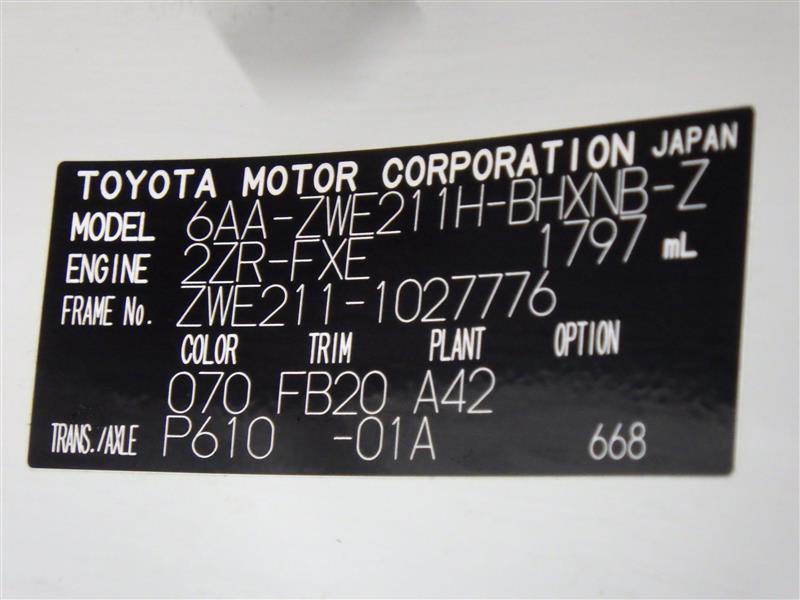 TOYOTA MOTOR CORPORATION JAPAN
MODEL 6AA-ZWE211H-BHXNB-Z
ENGINE 2ZR-FXE 1797 mL
FRAME No. ZWE211-1027776
COLOR TRIM PLANT OPTION
070 FB20 A42
TRANS./AXLE P610 -01A 668